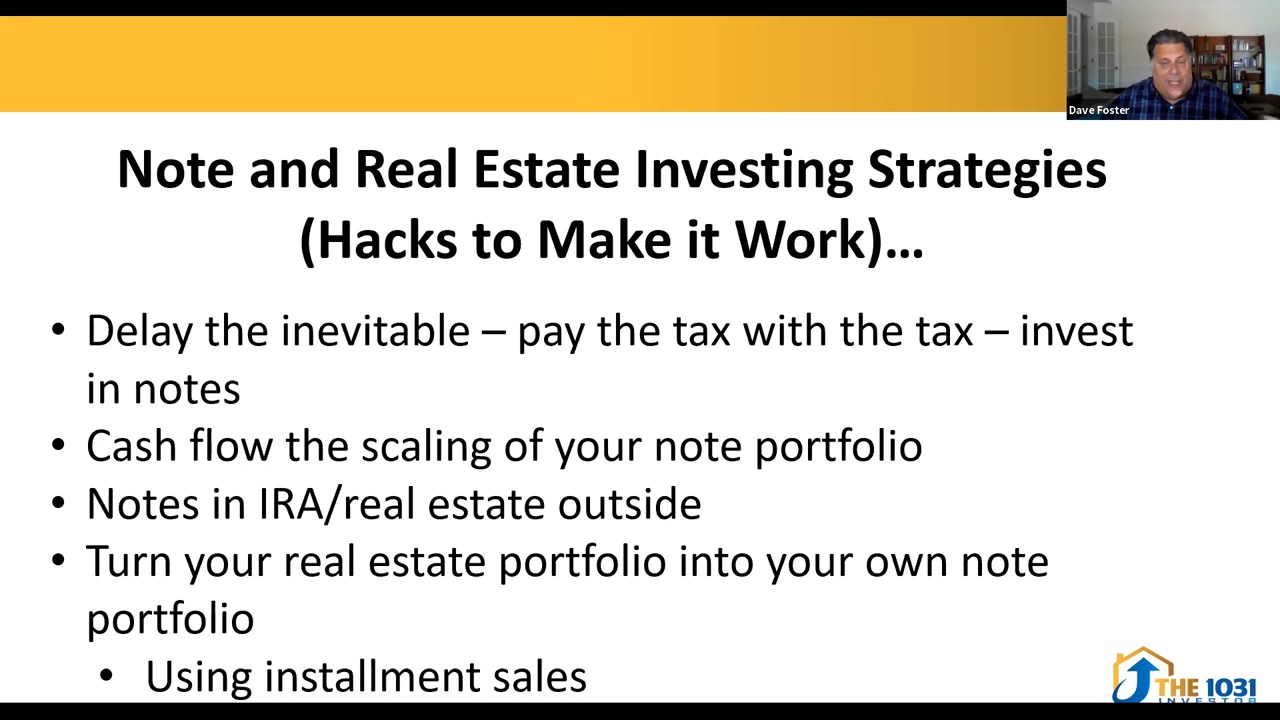 Dave Foster
Note and Real Estate Investing Strategies
(Hacks to Make it Work)…
• Delay the inevitable – pay the tax with the tax – invest
in notes
• Cash flow the scaling of your note portfolio
• Notes in IRA/real estate outside
• Turn your real estate portfolio into your own note
portfolio
• Using installment sales
THE 1031
INVESTOR